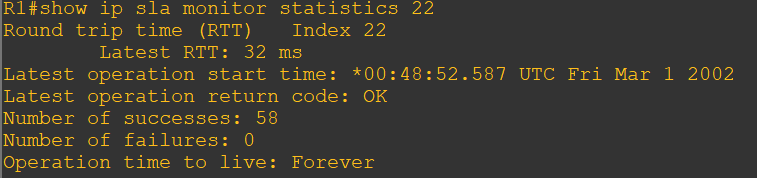 R1#show ip sla monitor statistics 22
Round trip time (RTT)   Index 22
        Latest RTT: 32 ms
Latest operation start time: *00:48:52.587 UTC Fri Mar 1 2002
Latest operation return code: OK
Number of successes: 58
Number of failures: 0
Operation time to live: Forever